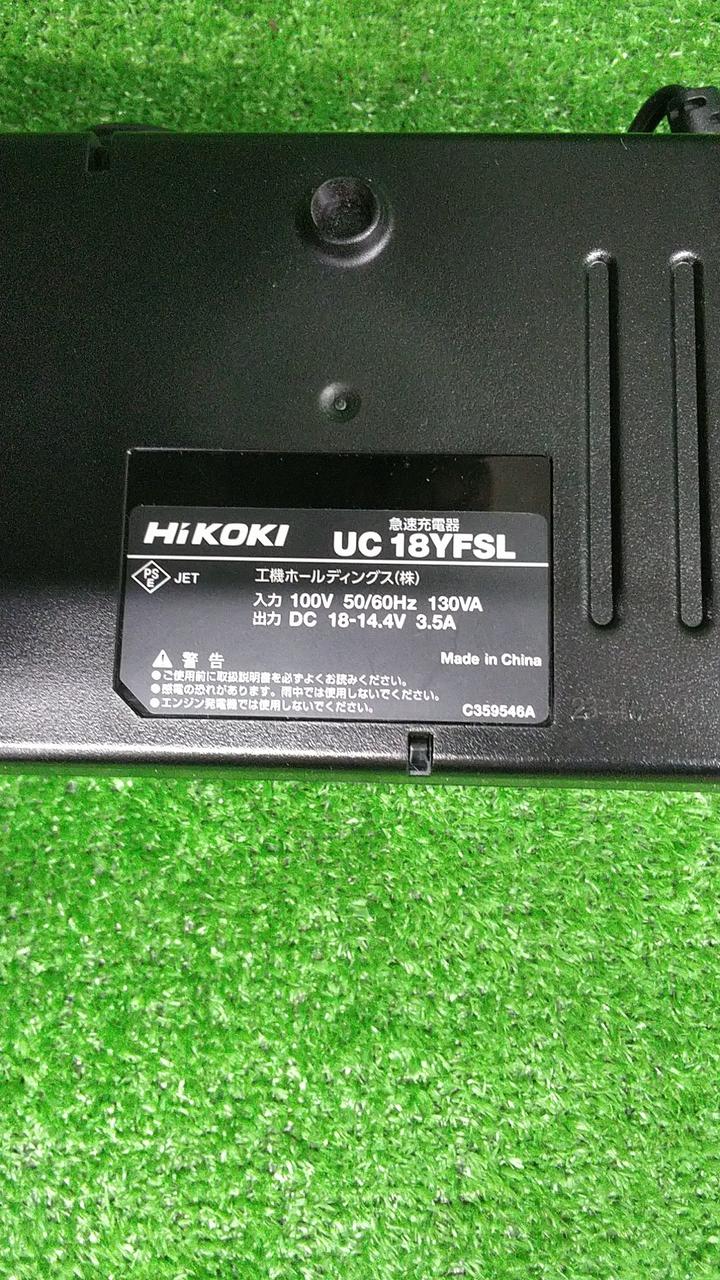 HiKOKI 急速充電器
UC 18YFSL
PS
E
JET 工機ホールディングス(株)
入力 100V 50/60Hz 130VA
出力 DC 18-14.4V 3.5A
警告 Made in China
●ご使用前に取扱説明書を必ずよくお読みください。
●感電の恐れがあります。雨中では使用しないでください。
●エンジン発電機では使用しないでください。 C359546A